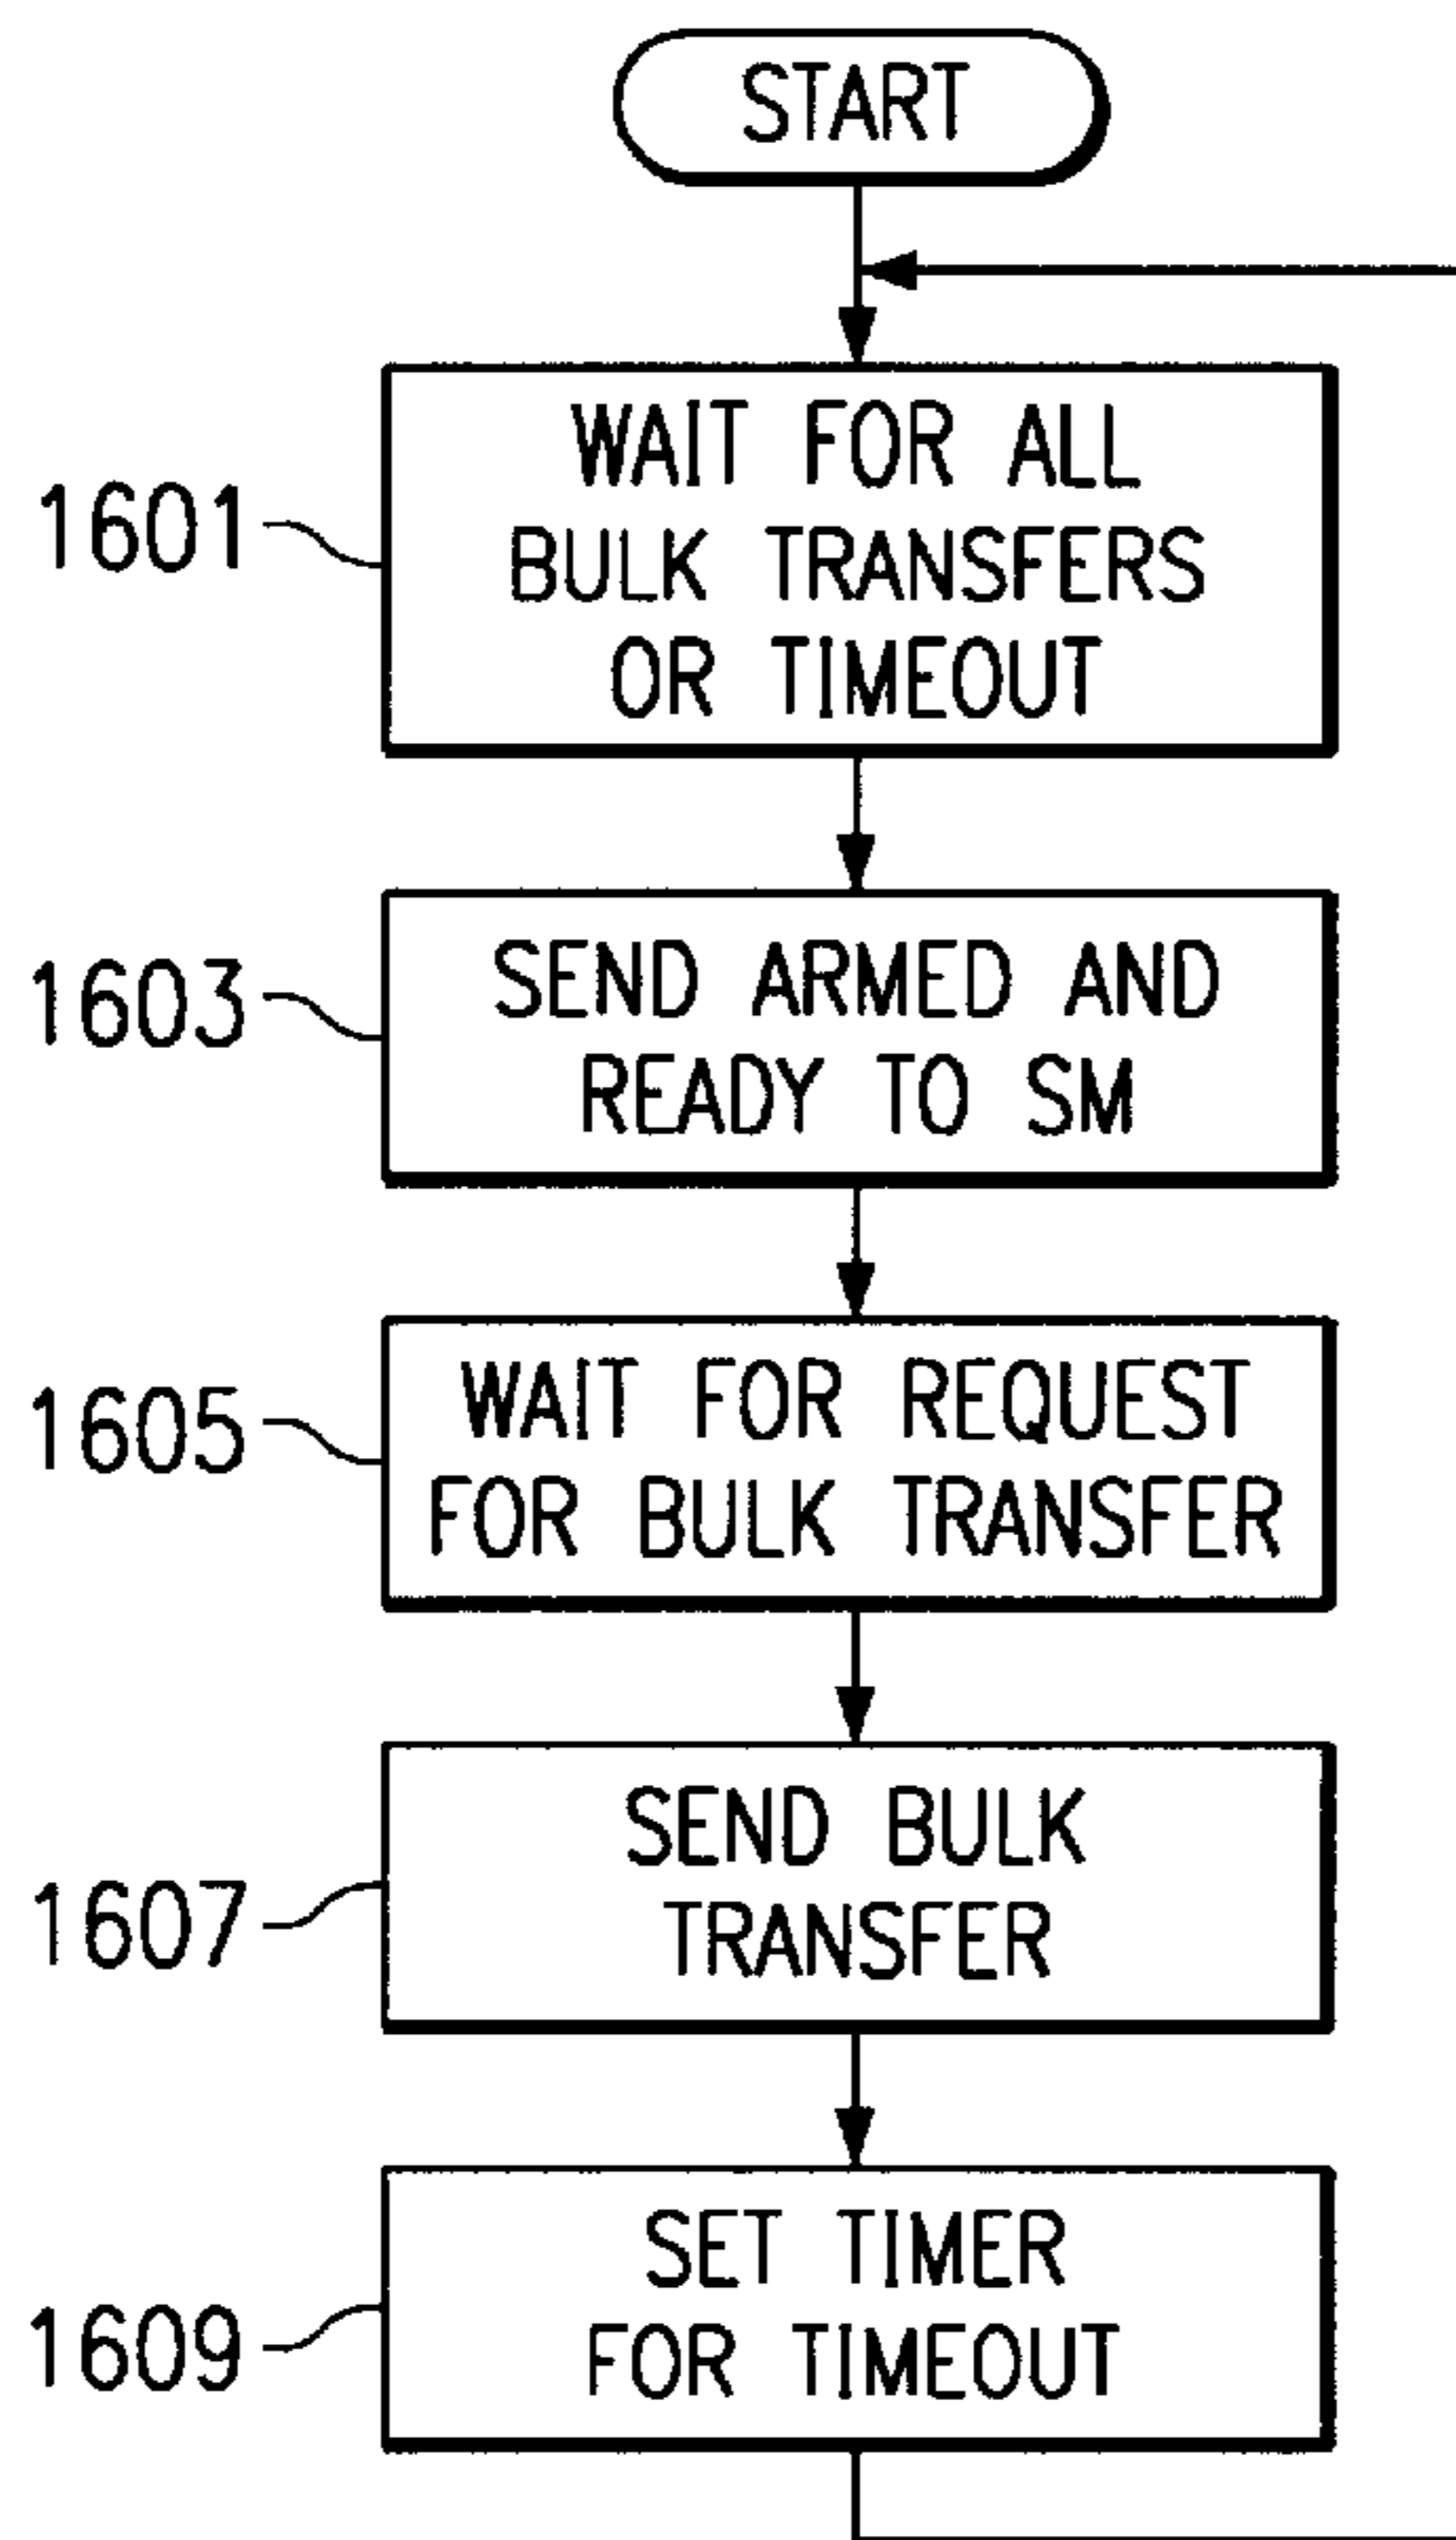 START
1601
WAIT FOR ALL
BULK TRANSFERS
OR TIMEOUT
1603
SEND ARMED AND
READY TO SM
1605
WAIT FOR REQUEST
FOR BULK TRANSFER
1607
SEND BULK
TRANSFER
1609
SET TIMER
FOR TIMEOUT